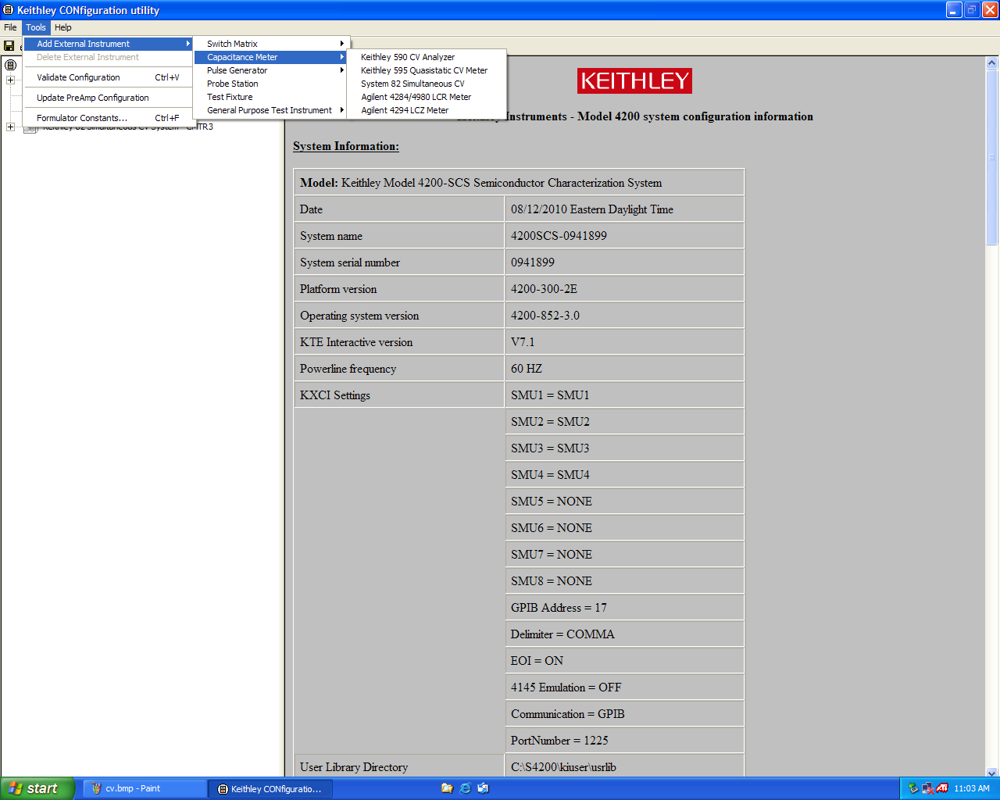 Keithley CONfiguration utility
File Tools Help
Add External Instrument
Delete External Instrument
Validate Configuration Ctrl+V
Update PreAmp Configuration
Formulator Constants... Ctrl+F
Switch Matrix
Capacitance Meter
Pulse Generator
Probe Station
Test Fixture
General Purpose Test Instrument
Keithley 590 CV Analyzer
Keithley 595 Quasistatic CV Meter
System 82 Simultaneous CV
Agilent 4284/4980 LCR Meter
Agilent 4294 LCZ Meter
Keithley 82 Simultaneous CV System - CMTR3
KEITHLEY
Instruments - Model 4200 system configuration information
System Information:
Model: Keithley Model 4200-SCS Semiconductor Characterization System
Date 08/12/2010 Eastern Daylight Time
System name 4200SCS-0941899
System serial number 0941899
Platform version 4200-300-2E
Operating system version 4200-852-3.0
KTE Interactive version V7.1
Powerline frequency 60 HZ
KXCI Settings SMU1 = SMU1
SMU2 = SMU2
SMU3 = SMU3
SMU4 = SMU4
SMU5 = NONE
SMU6 = NONE
SMU7 = NONE
SMU8 = NONE
GPIB Address = 17
Delimiter = COMMA
EOI = ON
4145 Emulation = OFF
Communication = GPIB
PortNumber = 1225
User Library Directory C:\S4200\kiuser\usrlib
start cv.bmp - Paint Keithley CONfiguratio... 11:03 AM